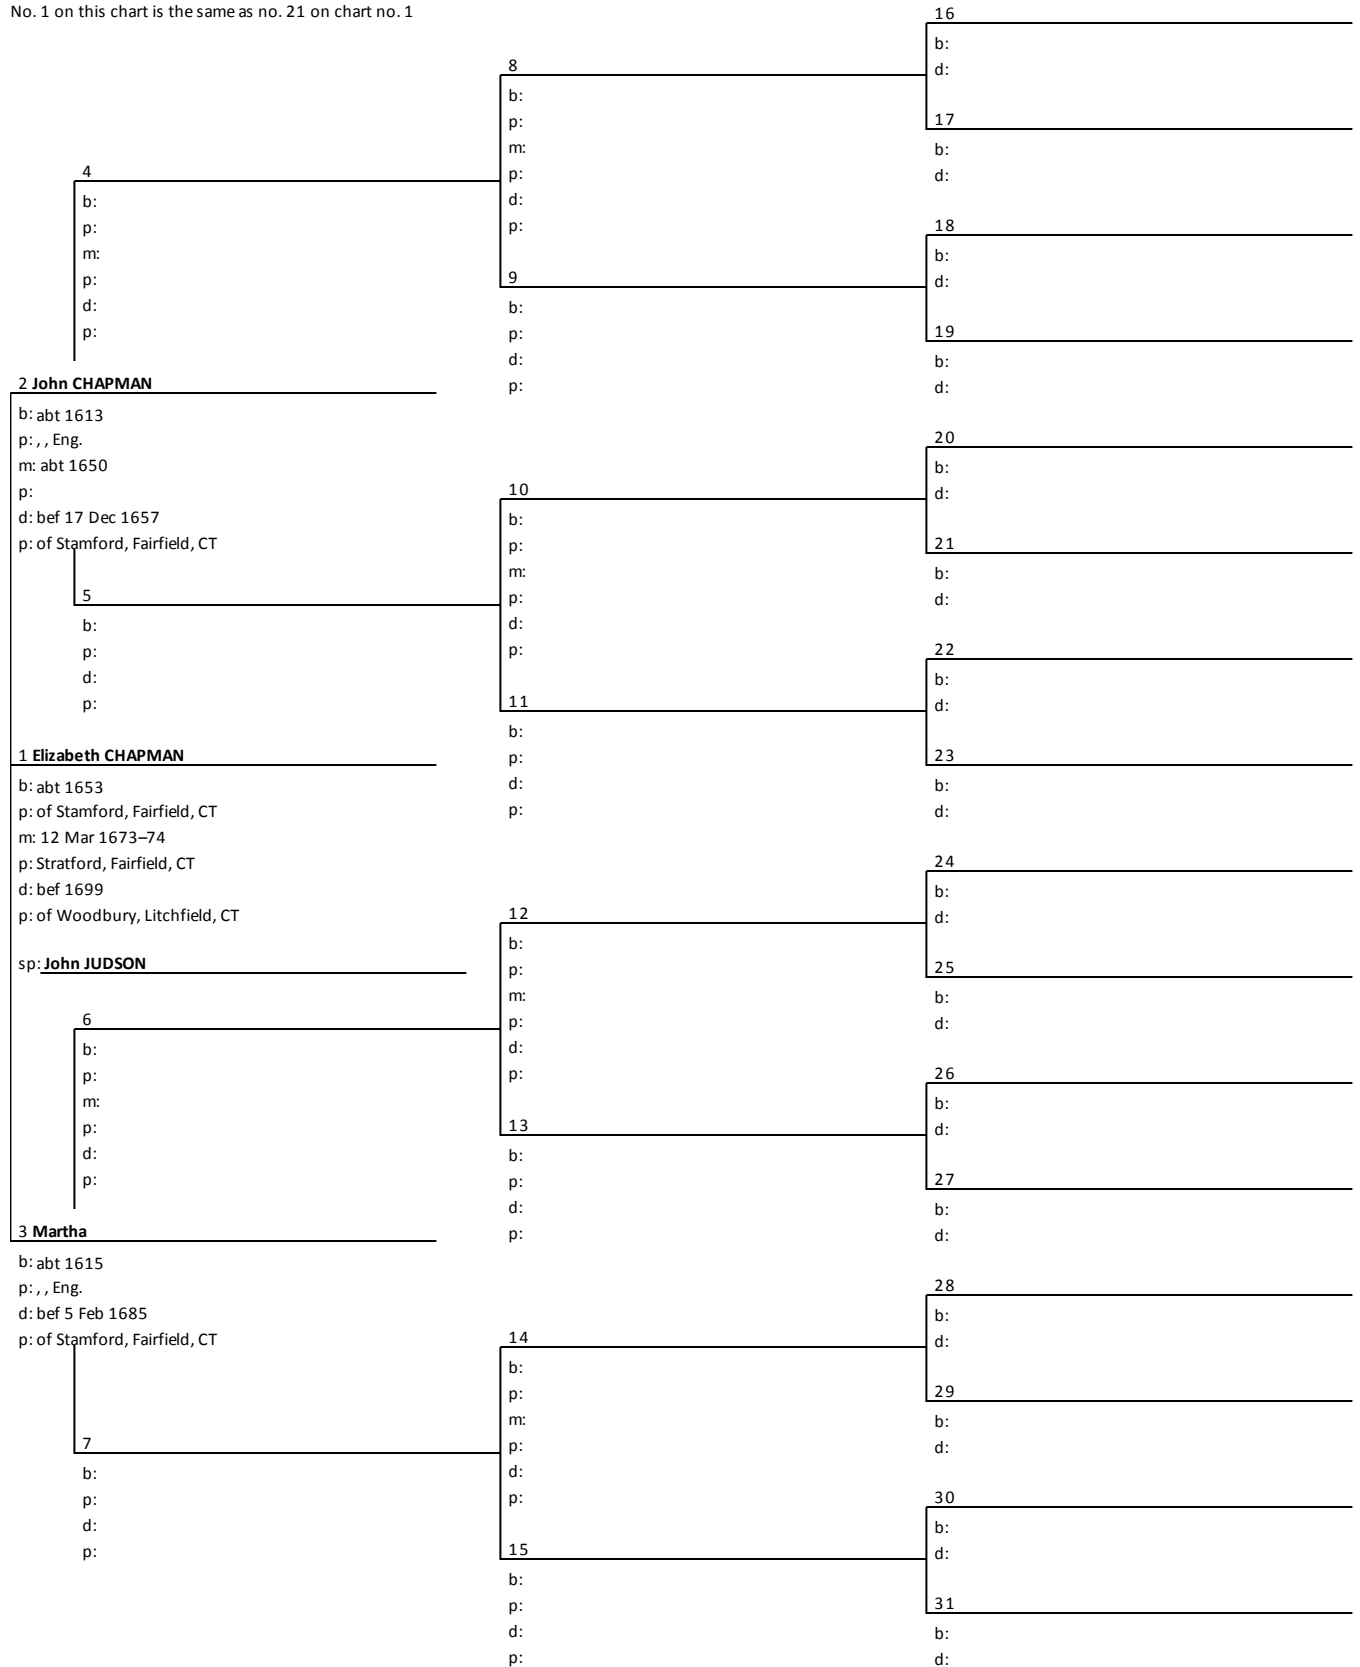 No. 1 on this chart is the same as no. 21 on chart no. 1
16
b:
d:
8
b:
p:
m:
p:
d:
p:
17
b:
d:
4
b:
p:
m:
p:
d:
p:
18
b:
d:
9
b:
p:
d:
p:
19
b:
d:
2 John CHAPMAN
b: abt 1613
p: , , Eng.
m: abt 1650
p:
d: bef 17 Dec 1657
p: of Stamford, Fairfield, CT
20
b:
d:
10
b:
p:
m:
p:
d:
p:
21
b:
d:
5
b:
p:
d:
p:
22
b:
d:
11
b:
p:
d:
p:
23
b:
d:
1 Elizabeth CHAPMAN
b: abt 1653
p: of Stamford, Fairfield, CT
m: 12 Mar 1673–74
p: Stratford, Fairfield, CT
d: bef 1699
p: of Woodbury, Litchfield, CT
sp: John JUDSON
24
b:
d:
12
b:
p:
m:
p:
d:
p:
25
b:
d:
6
b:
p:
m:
p:
d:
p:
26
b:
d:
13
b:
p:
d:
p:
27
b:
d:
3 Martha
b: abt 1615
p: , , Eng.
d: bef 5 Feb 1685
p: of Stamford, Fairfield, CT
28
b:
d:
14
b:
p:
m:
p:
d:
p:
29
b:
d:
7
b:
p:
d:
p:
30
b:
d:
15
b:
p:
d:
p:
31
b:
d: